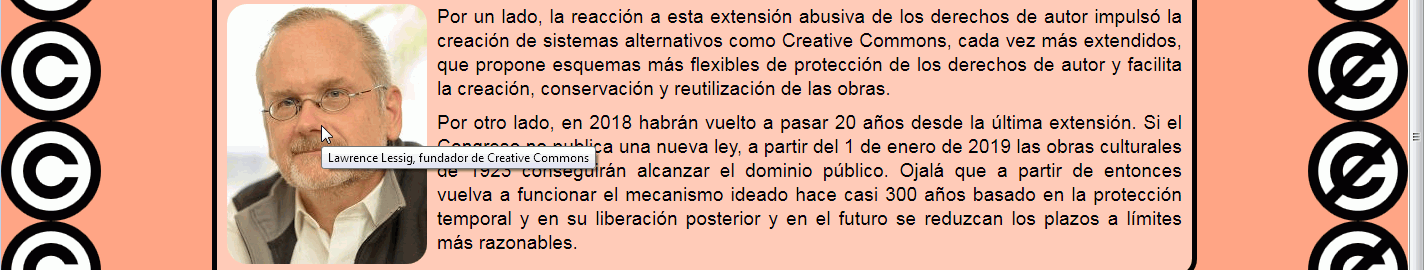 Por un lado, la reacción a esta extensión abusiva de los derechos de autor impulsó la
creación de sistemas alternativos como Creative Commons, cada vez más extendidos,
que propone esquemas más flexibles de protección de los derechos de autor y facilita
la creación, conservación y reutilización de las obras.
Por otro lado, en 2018 habrán vuelto a pasar 20 años desde la última extensión. Si el
Congreso no publica una nueva ley, a partir del 1 de enero de 2019 las obras culturales
Lawrence Lessig, fundador de Creative Commons
de 1923 conseguirán alcanzar el dominio público. Ojalá que a partir de entonces
vuelva a funcionar el mecanismo ideado hace casi 300 años basado en la protección
temporal y en su liberación posterior y en el futuro se reduzcan los plazos a límites
más razonables.